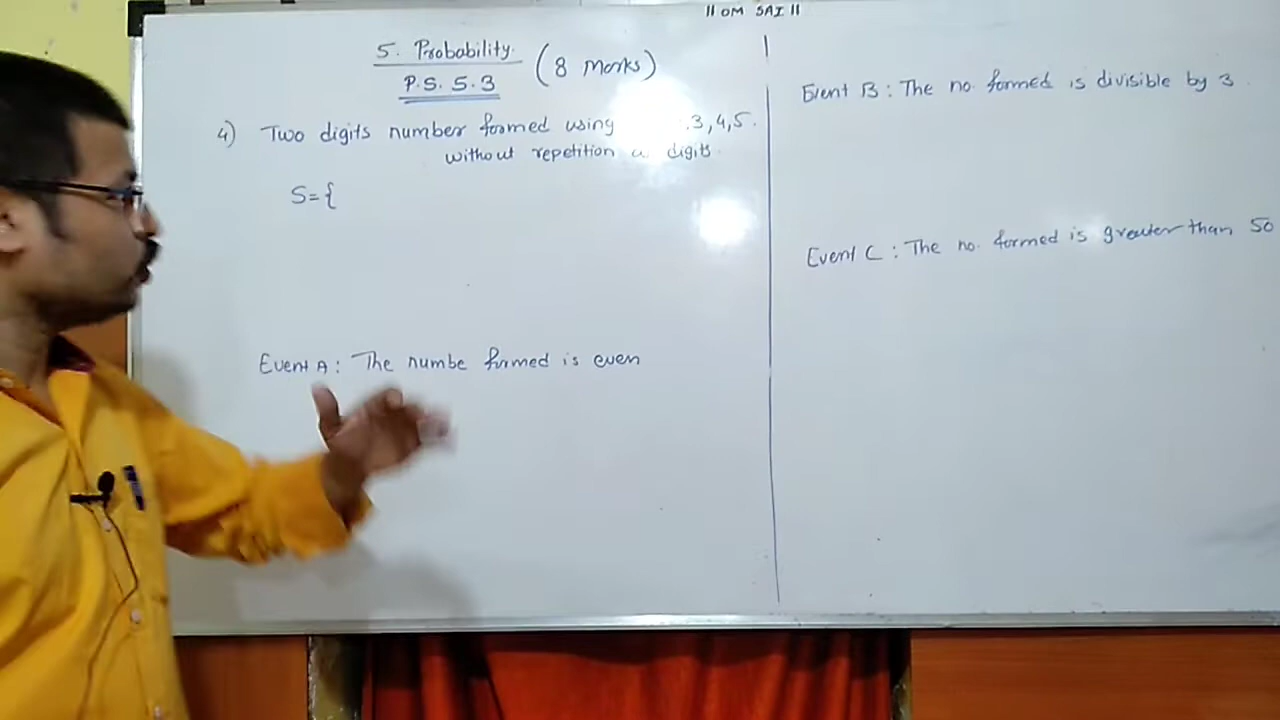 || OM SAI ||
5. Probability (8 Marks)
P.S. 5.3
4) Two digits number formed using 3,4,5.
without repetition digits
S={
Event A: The numbe formed is even
Event B: The no. formed is divisible by 3
Event C: The no. formed is greater than 50